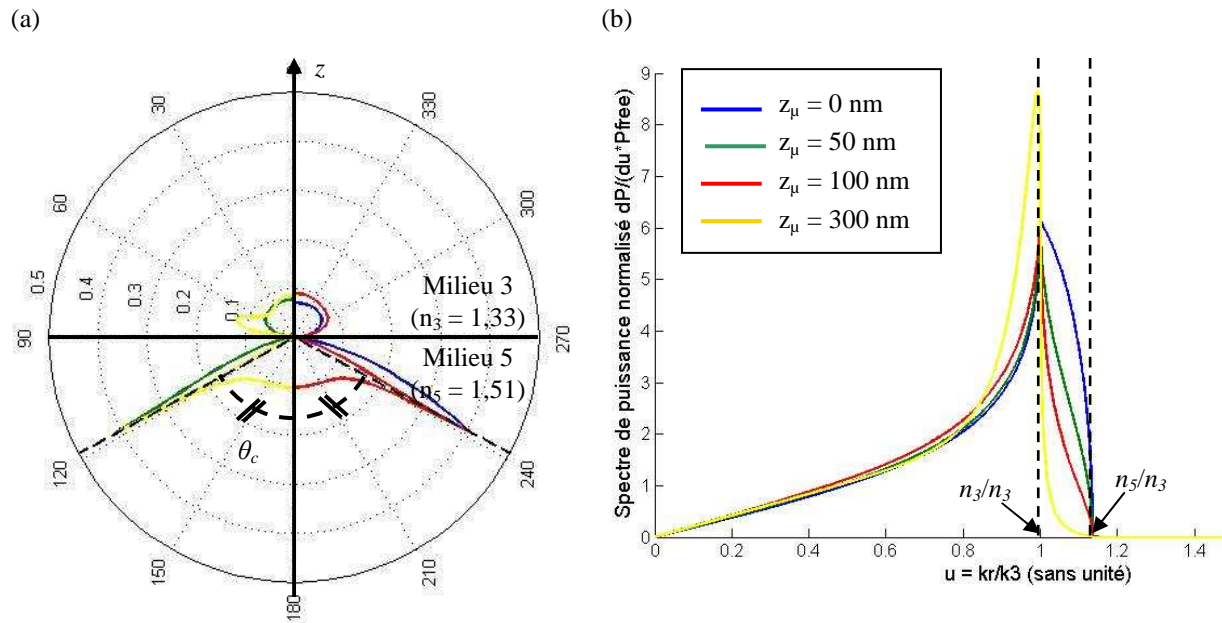 (a)
z
30
330
60
300
0.5
0.4
0.3
0.2
0.1
Milieu 3
(n3 = 1,33)
90
270
Milieu 5
(n5 = 1,51)
θc
120
240
150
210
180
(b)
Spectre de puissance normalisé dP/(du*Pfree)
9
8
7
6
5
4
3
2
1
0
zμ = 0 nm
zμ = 50 nm
zμ = 100 nm
zμ = 300 nm
n3/n3
n5/n3
0
0.2
0.4
0.6
0.8
1
1.2
1.4
u = kr/k3 (sans unité)